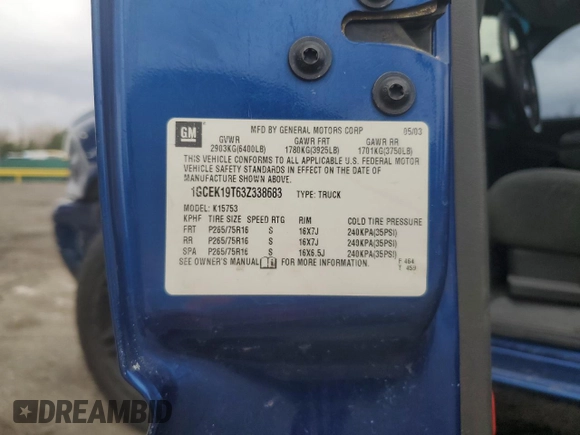 GM
MFD BY GENERAL MOTORS CORP 05/03
GVWR GAWR FRT GAWR RR
2903KG(6400LB) 1780KG(3925LB) 1701KG(3750LB)
THIS VEHICLE CONFORMS TO ALL APPLICABLE U.S. FEDERAL MOTOR
VEHICLE SAFETY STANDARDS IN EFFECT ON THE DATE OF
MANUFACTURE SHOWN ABOVE.
1GCEK19T63Z338683 TYPE: TRUCK
MODEL: K15753
KPHF TIRE SIZE SPEED RTG RIM COLD TIRE PRESSURE
FRT P265/75R16 S 16X7J 240KPA(35PSI)
RR P265/75R16 S 16X7J 240KPA(35PSI)
SPA P265/75R16 S 16X6.5J 240KPA(35PSI)
SEE OWNER'S MANUAL FOR MORE INFORMATION.
DREAMBID